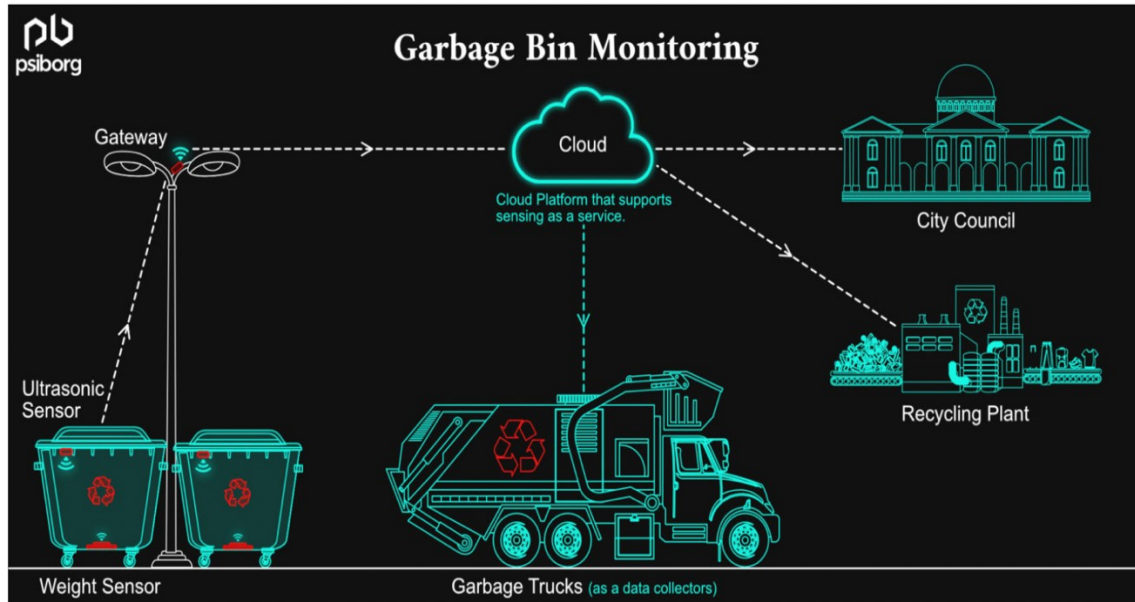 psiborg
Garbage Bin Monitoring
Gateway
Cloud
Cloud Platform that supports
sensing as a service.
City Council
Recycling Plant
Ultrasonic
Sensor
Weight Sensor
Garbage Trucks (as a data collectors)